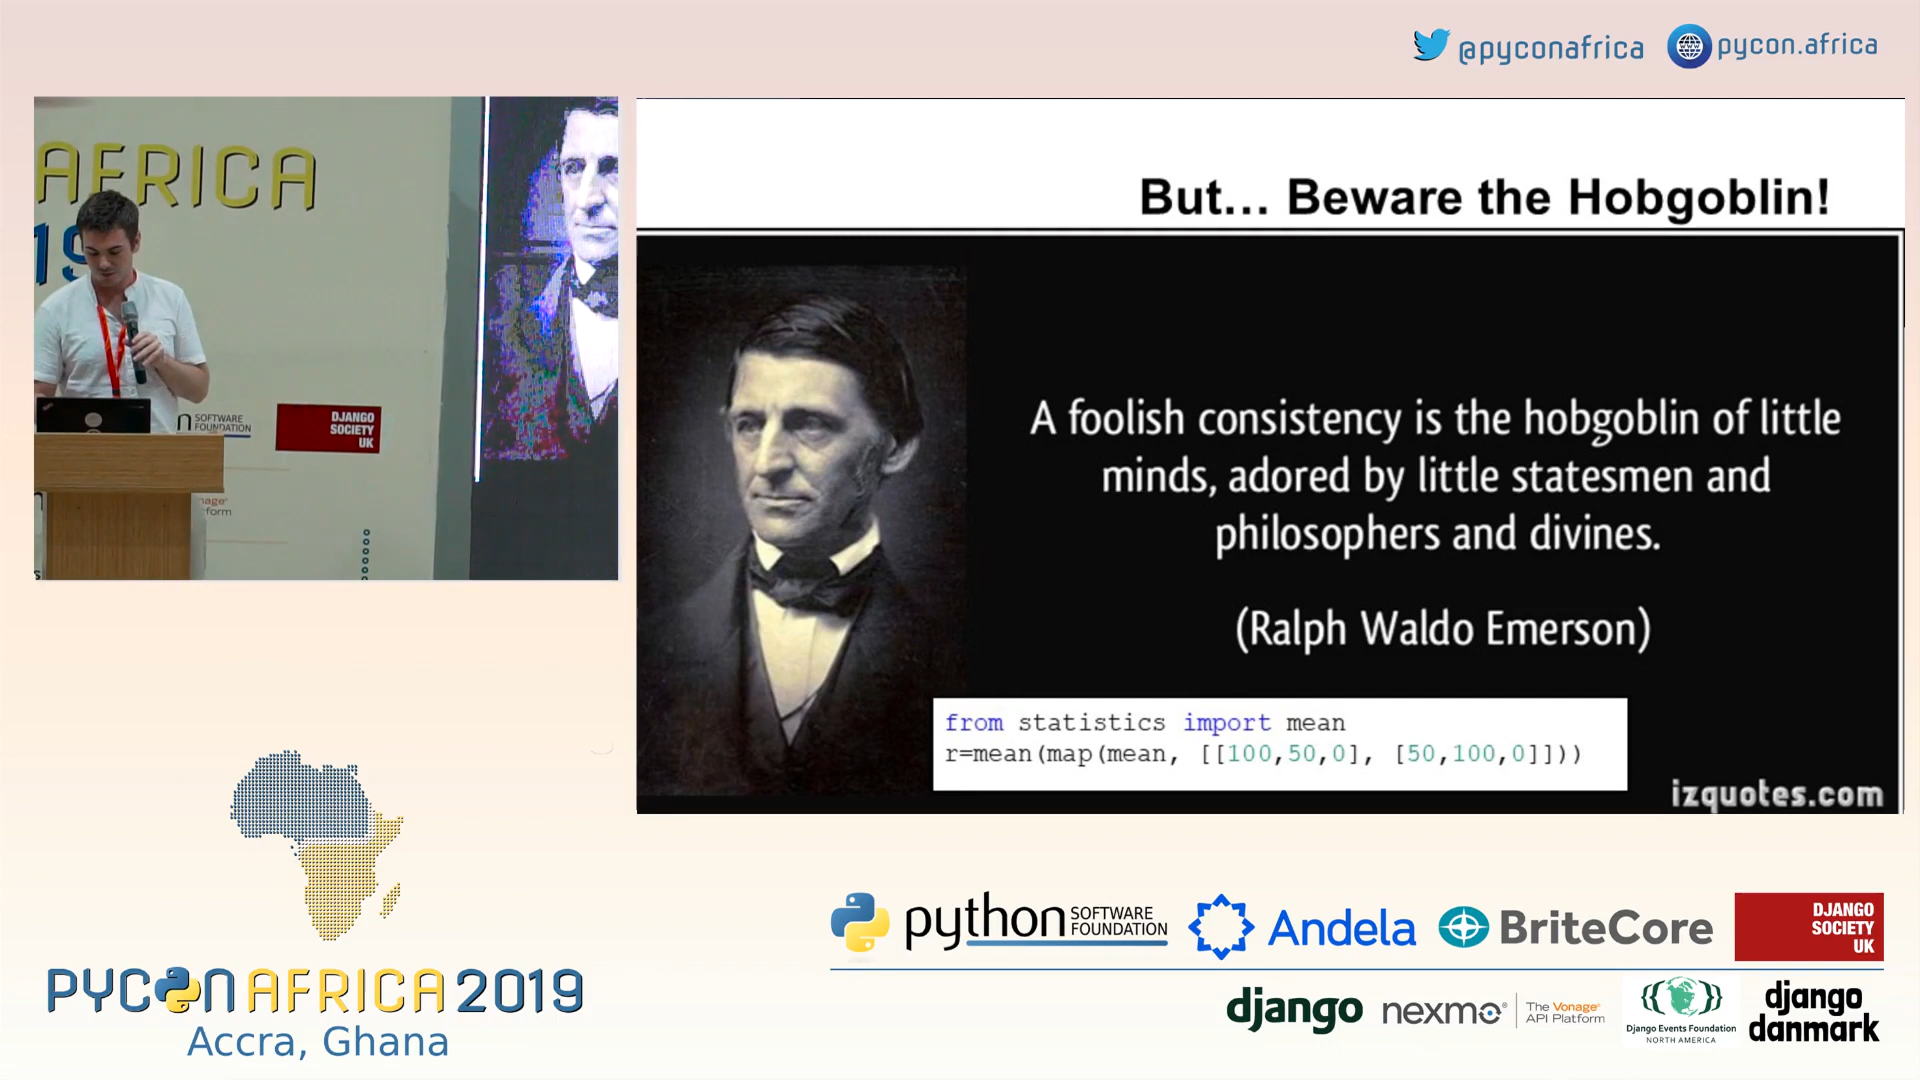 @pyconafrica
pycon.africa
AFRICA
19
SOFTWARE
FOUNDATION
DJANGO
SOCIETY
UK
But... Beware the Hobgoblin!
A foolish consistency is the hobgoblin of little
minds, adored by little statesmen and
philosophers and divines.
(Ralph Waldo Emerson)
from statistics import mean
r=mean(map(mean, [[100,50,0], [50,100,0]]))
izquotes.com
PYCON AFRICA 2019
Accra, Ghana
python SOFTWARE
FOUNDATION
Andela
BriteCore
DJANGO
SOCIETY
UK
django
nexmo
The Vonage®
API Platform
Django Events Foundation
NORTH AMERICA
django
danmark